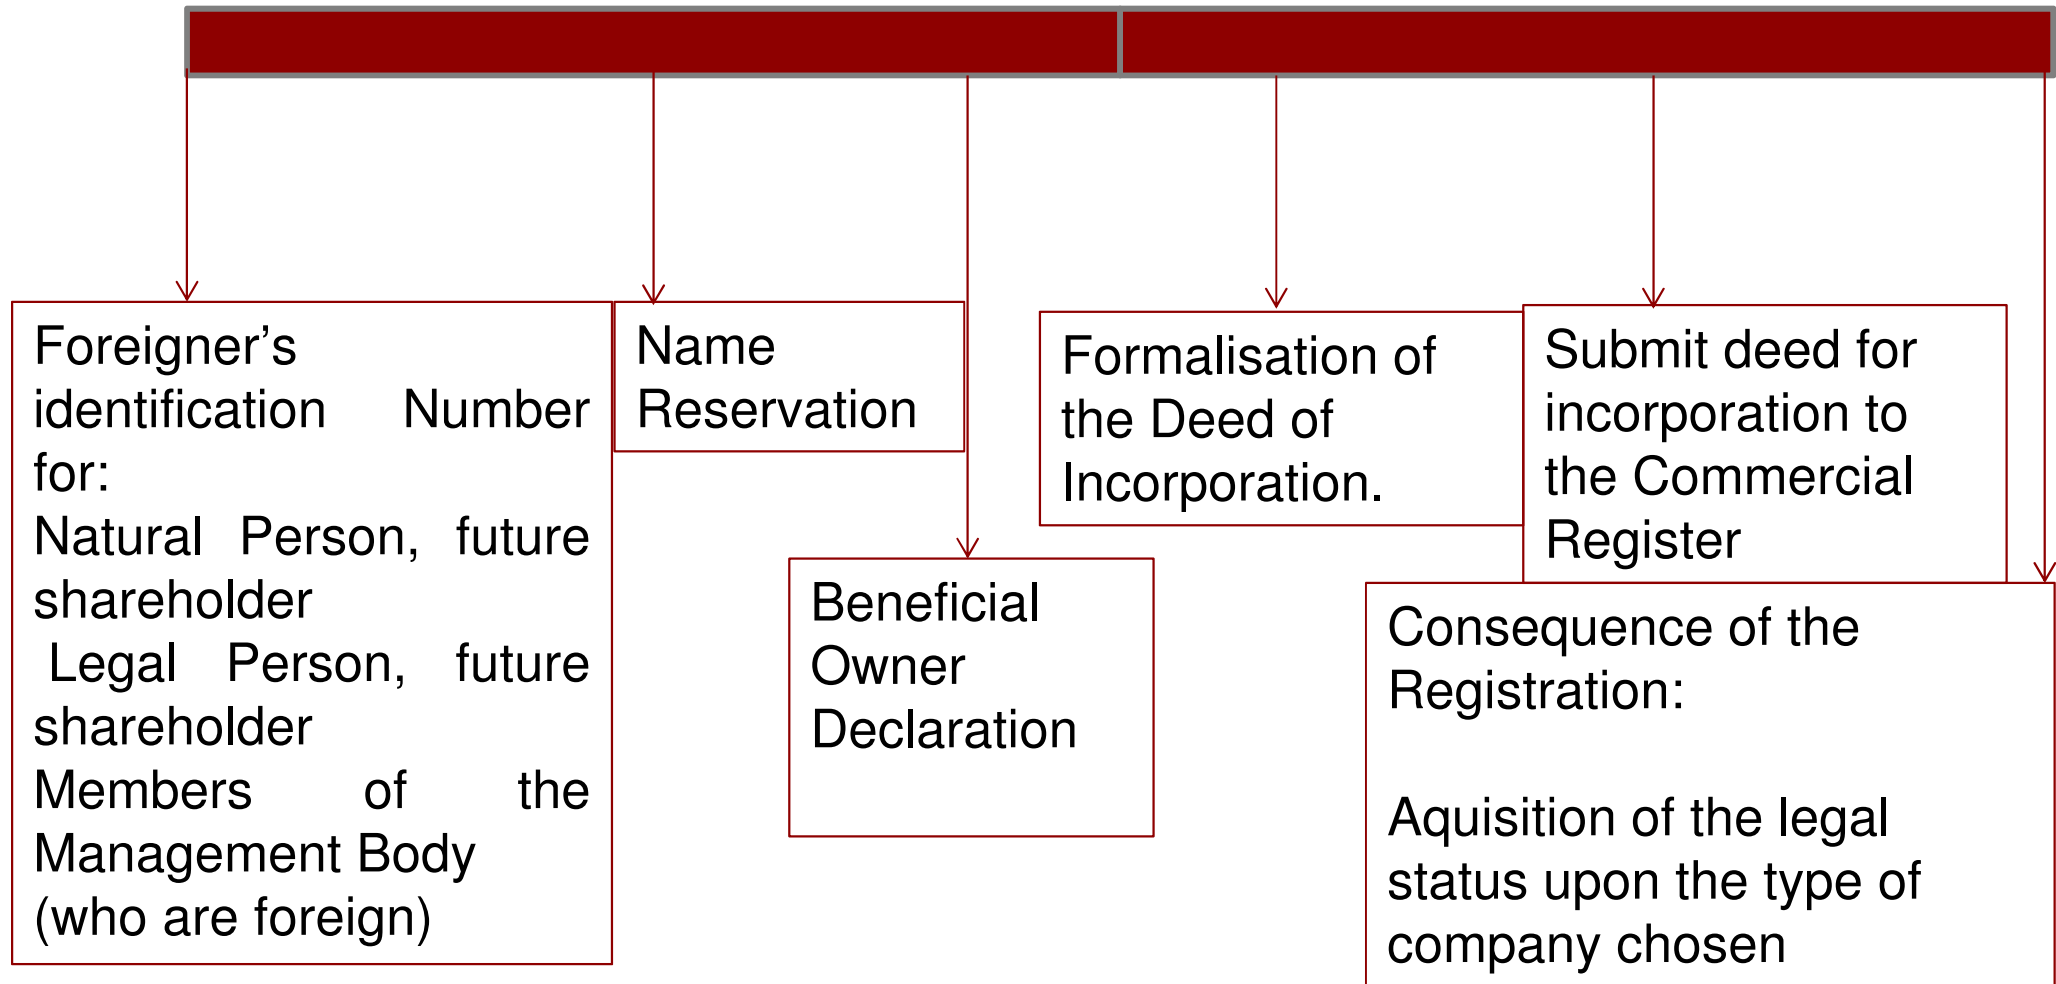 Foreigner’s
identification Number
for:
Natural Person, future
shareholder
Legal Person, future
shareholder
Members of the
Management Body
(who are foreign)
Name
Reservation
Beneficial
Owner
Declaration
Formalisation of
the Deed of
Incorporation.
Submit deed for
incorporation to
the Commercial
Register
Consequence of the
Registration:
Aquisition of the legal
status upon the type of
company chosen